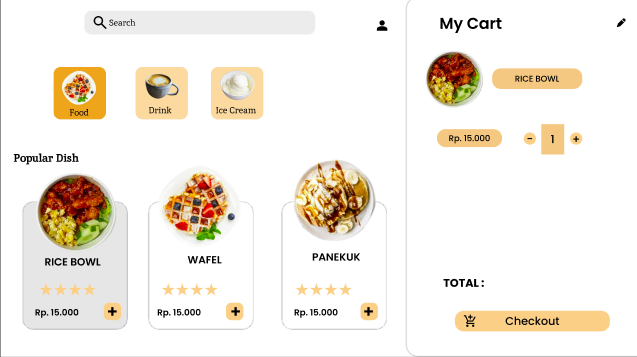 Search
Food
Drink
Ice Cream
Popular Dish
RICE BOWL
WAFEL
PANEKUK
Rp. 15.000
+
Rp. 15.000
+
Rp. 15.000
+
My Cart
RICE BOWL
Rp. 15.000
- 1 +
TOTAL :
Checkout